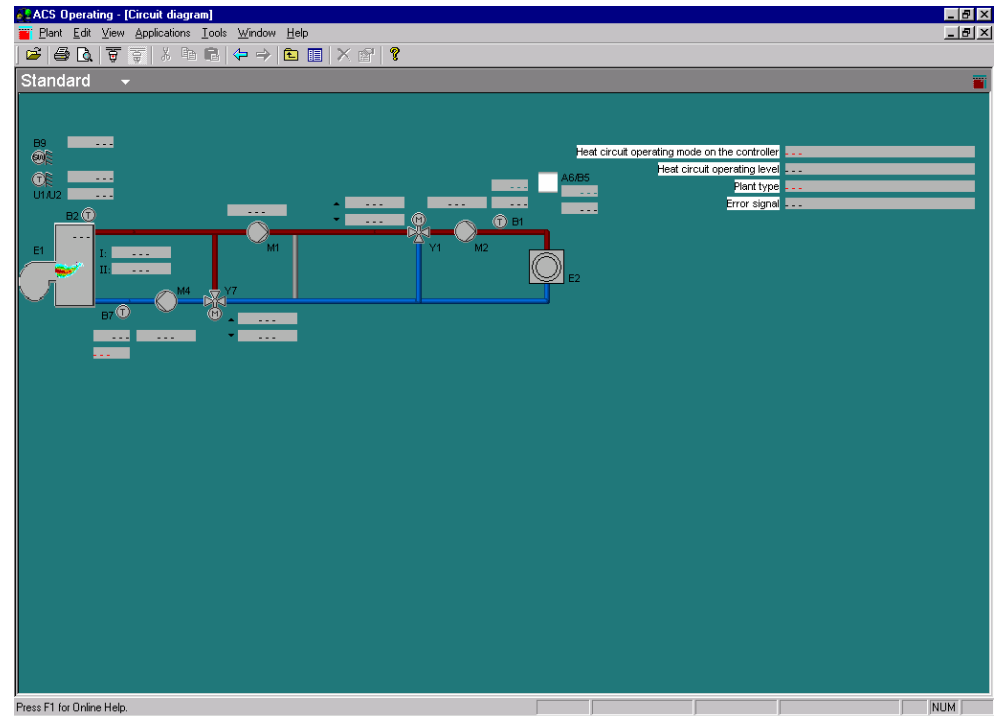 ACS Operating - [Circuit diagram]
Plant Edit View Applications Tools Window Help
Standard
B9 ---
SUN
T ---
U1/U2 ---
B2 T
---
E1
I: ---
II: ---
---
M1
---
---
M
Y1
---
M2
---
---
T B1
A6/B5
---
---
E2
M4
Y7
M
---
---
B7 T
--- ---
---
Heat circuit operating mode on the controller ---
Heat circuit operating level ---
Plant type ---
Error signal ---
Press F1 for Online Help.
NUM